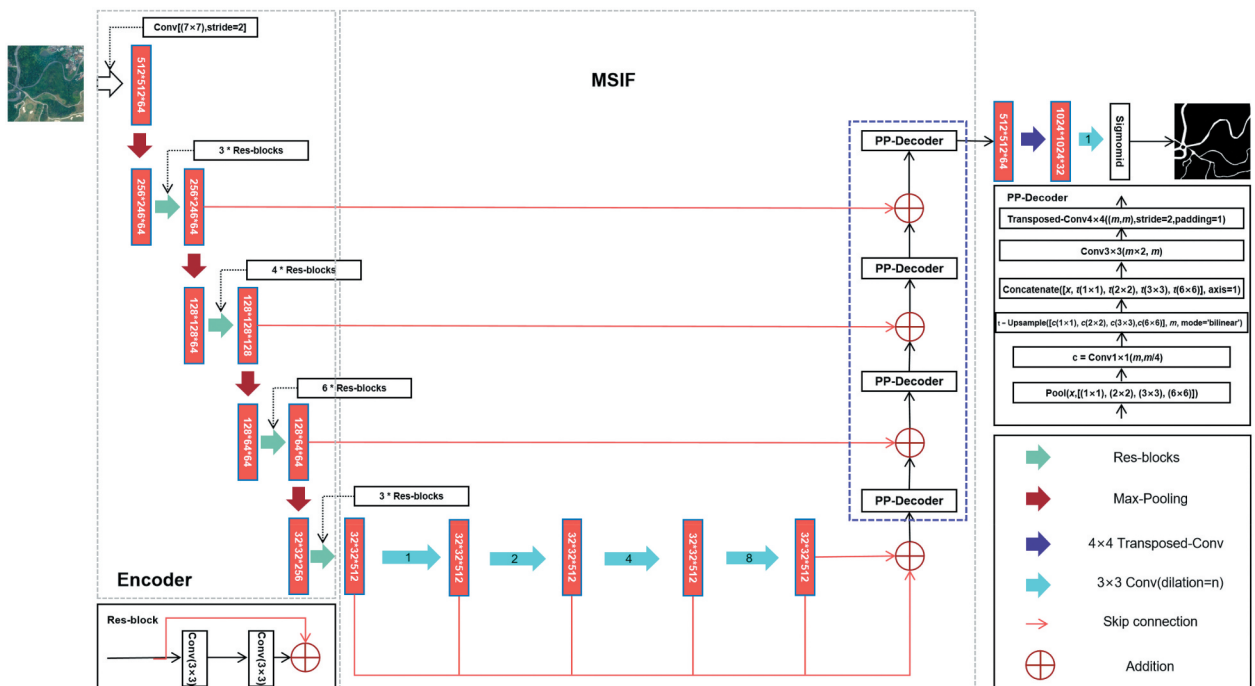 Conv[(7×7),stride=2]
512*512*64
3 * Res-blocks
256*246*64
256*246*64
4 * Res-blocks
128*128*64
128*128*128
6 * Res-blocks
128*64*64
128*64*64
3 * Res-blocks
32*32*256
Encoder
Res-block
Conv(3×3)
Conv(3×3)
MSIF
32*32*512
1
32*32*512
2
32*32*512
4
32*32*512
8
32*32*512
PP-Decoder
PP-Decoder
PP-Decoder
PP-Decoder
512*512*64
1024*1024*32
1
Sigmomid
PP-Decoder
Transposed-Conv4×4((m,m),stride=2,padding=1)
Conv3×3(m×2, m)
Concatenate([x, t(1×1), t(2×2), t(3×3), t(6×6)], axis=1)
t − Upsample([c(1×1), c(2×2), c(3×3),c(6×6)], m, mode='bilinear')
c = Conv1×1(m,m/4)
Pool(x,[(1×1), (2×2), (3×3), (6×6)])
Res-blocks
Max-Pooling
4×4 Transposed-Conv
3×3 Conv(dilation=n)
Skip connection
Addition